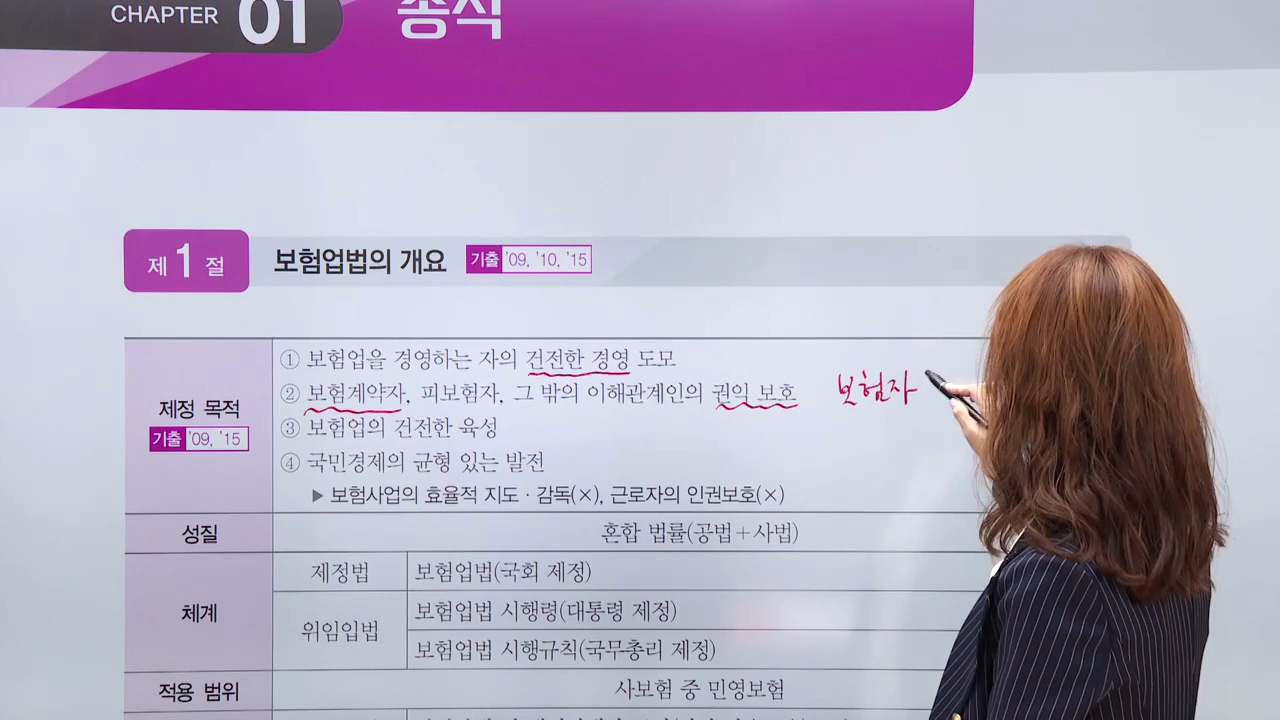 CHAPTER 01 총칙
제1절 보험업법의 개요 기출 '09, '10, '15
제정 목적
기출 '09, '15
① 보험업을 경영하는 자의 건전한 경영 도모
② 보험계약자, 피보험자, 그 밖의 이해관계인의 권익 보호 보험자
③ 보험업의 건전한 육성
④ 국민경제의 균형 있는 발전
▶ 보험사업의 효율적 지도·감독(×), 근로자의 인권보호(×)
성질 혼합 법률(공법+사법)
체계 제정법 보험업법(국회 제정)
위임입법 보험업법 시행령(대통령 제정)
보험업법 시행규칙(국무총리 제정)
적용 범위 사보험 중 민영보험